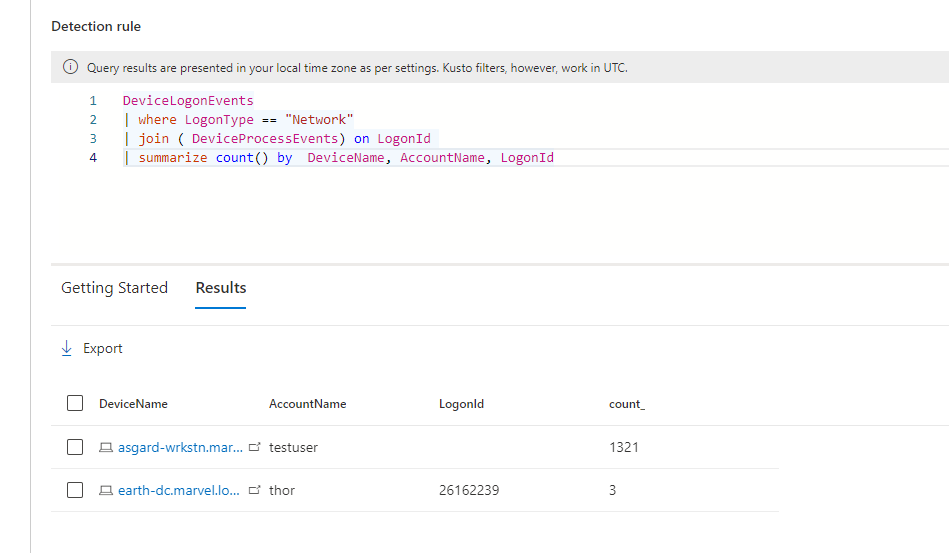 Detection rule
Query results are presented in your local time zone as per settings. Kusto filters, however, work in UTC.
1 DeviceLogonEvents
2 | where LogonType == "Network"
3 | join ( DeviceProcessEvents) on LogonId
4 | summarize count() by  DeviceName, AccountName, LogonId
Getting Started Results
Export
DeviceName AccountName LogonId count_
asgard-wrkstn.mar... testuser 1321
earth-dc.marvel.lo... thor 26162239 3